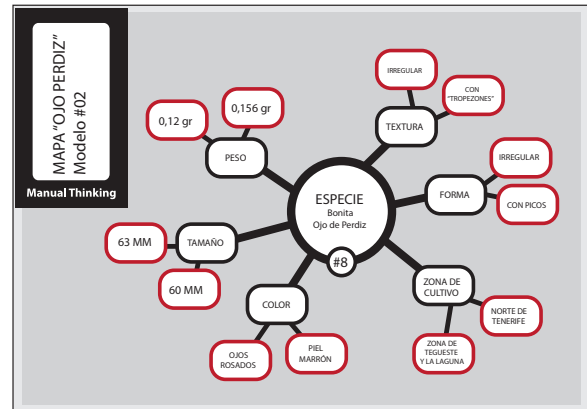 MAPA “OJO PERDIZ”
Modelo #02
Manual Thinking
0,12 gr
0,156 gr
PESO
IRREGULAR
CON
“TROPEZONES”
TEXTURA
ESPECIE
Bonita
Ojo de Perdiz
#8
IRREGULAR
FORMA
CON PICOS
63 MM
TAMAÑO
60 MM
COLOR
OJOS
ROSADOS
PIEL
MARRÓN
ZONA DE
CULTIVO
NORTE DE
TENERIFE
ZONA DE
TEGUESTE
Y LA LAGUNA